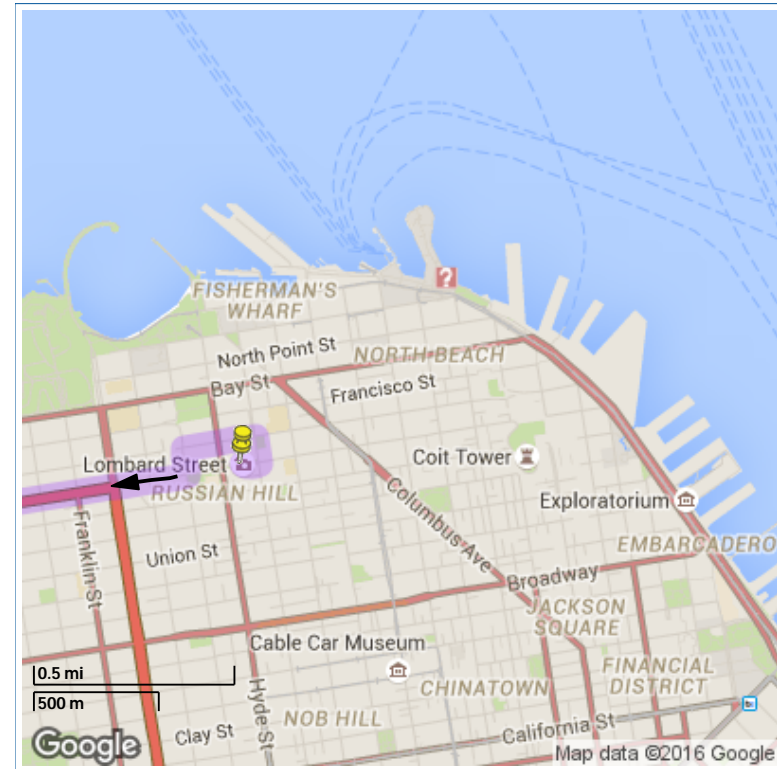 FISHERMAN'S
WHARF
North Point St
NORTH BEACH
Bay St
Francisco St
Lombard Street
Coit Tower
RUSSIAN HILL
Columbus Ave
Exploratorium
Franklin St
Union St
EMBARCADERO
Broadway
JACKSON
SQUARE
Cable Car Museum
0.5 mi
500 m
Hyde St
CHINATOWN
FINANCIAL
DISTRICT
NOB HILL
Clay St
California St
Google
Map data ©2016 Google